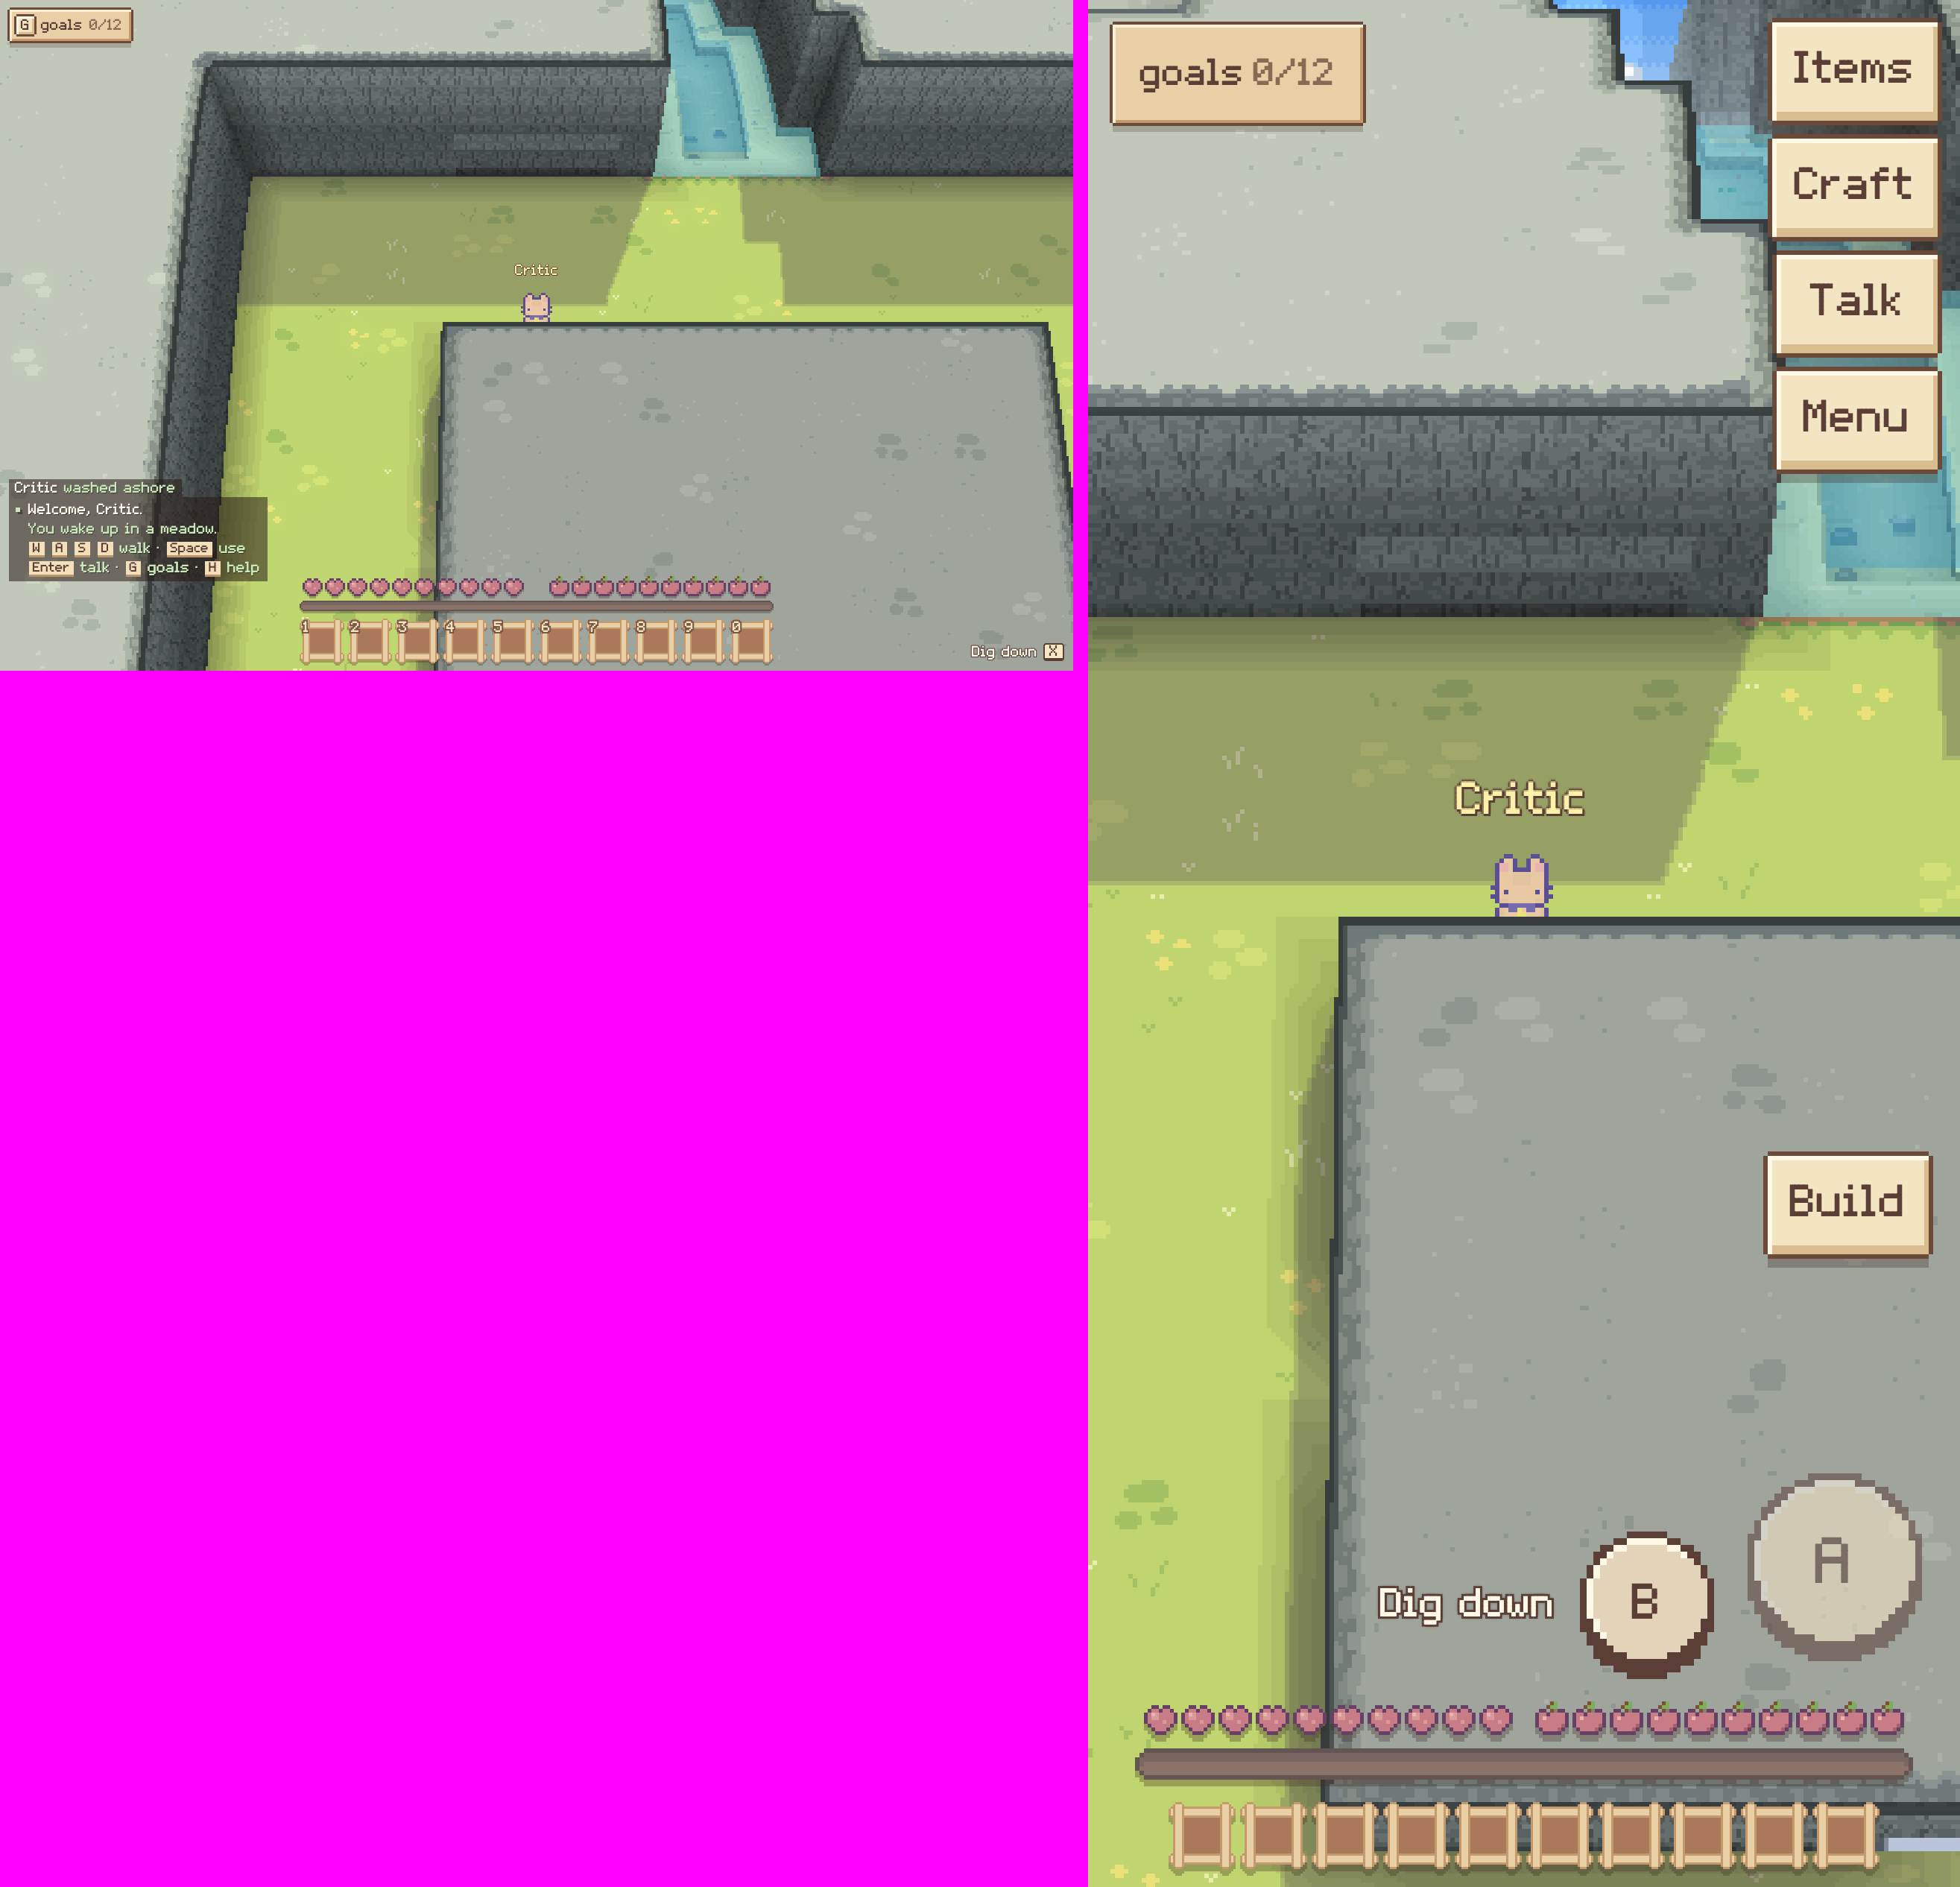 G goals 0/12
Critic
Critic washed ashore
Welcome, Critic.
You wake up in a meadow.
W A S D walk · Space use
Enter talk · G goals · H help
1 2 3 4 5 6 7 8 9 0
Dig down X
goals 0/12
Items
Craft
Talk
Menu
Critic
Build
A
Dig down B